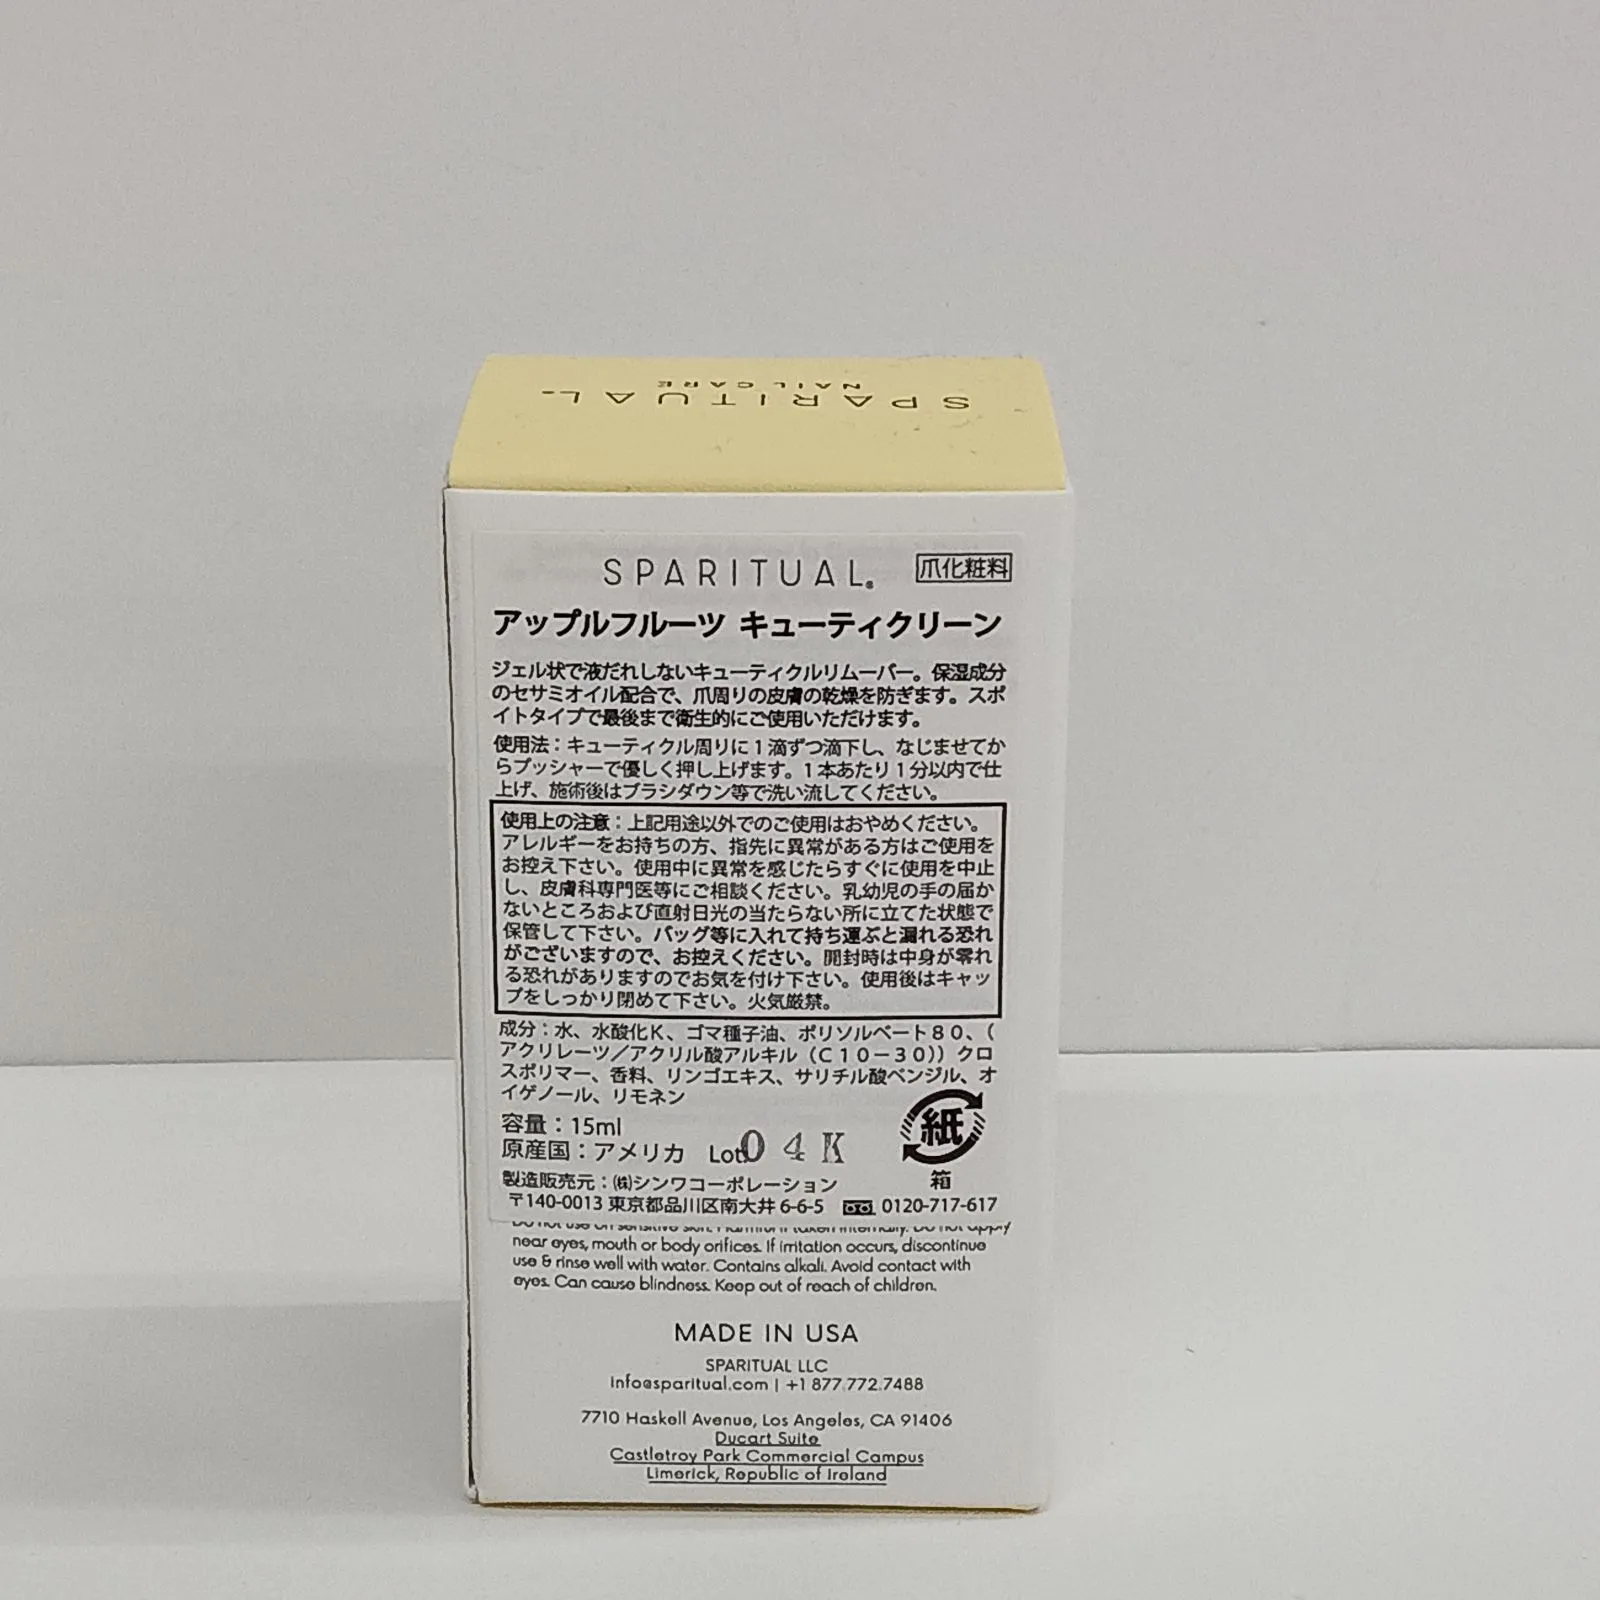 SPARITUAL.
NAIL CARE
SPARITUAL® 爪化粧料
アップルフルーツ キューティクリーン
ジェル状で液だれしないキューティクルリムーバー。保湿成分
のセサミオイル配合で、爪周りの皮膚の乾燥を防ぎます。スポ
イトタイプで最後まで衛生的にご使用いただけます。
使用法：キューティクル周りに1滴ずつ滴下し、なじませてか
らプッシャーで優しく押し上げます。1本あたり1分以内で仕
上げ、施術後はブラシダウン等で洗い流してください。
使用上の注意：上記用途以外でのご使用はおやめください。
アレルギーをお持ちの方、指先に異常がある方はご使用を
お控え下さい。使用中に異常を感じたらすぐに使用を中止
し、皮膚科専門医等にご相談ください。乳幼児の手の届か
ないところおよび直射日光の当たらない所に立てた状態で
保管して下さい。バッグ等に入れて持ち運ぶと漏れる恐れ
がございますので、お控えください。開封時は中身が零れ
る恐れがありますのでお気を付け下さい。使用後はキャッ
プをしっかり閉めて下さい。火気厳禁。
成分：水、水酸化K、ゴマ種子油、ポリソルベート８０、（
アクリレーツ／アクリル酸アルキル（Ｃ１０－３０））クロ
スポリマー、香料、リンゴエキス、サリチル酸ベンジル、オ
イゲノール、リモネン
容量：15ml
原産国：アメリカ Lot.04K
紙
箱
製造販売元：㈱シンワコーポレーション
〒140-0013 東京都品川区南大井 6-6-5 0120-717-617
Do not use on sensitive skin. Harmful if taken internally. Do not apply
near eyes, mouth or body orifices. If irritation occurs, discontinue
use & rinse well with water. Contains alkali. Avoid contact with
eyes. Can cause blindness. Keep out of reach of children.
MADE IN USA
SPARITUAL LLC
info@sparitual.com | +1 877.772.7488
7710 Haskell Avenue, Los Angeles, CA 91406
Ducart Suite
Castletroy Park Commercial Campus
Limerick, Republic of Ireland